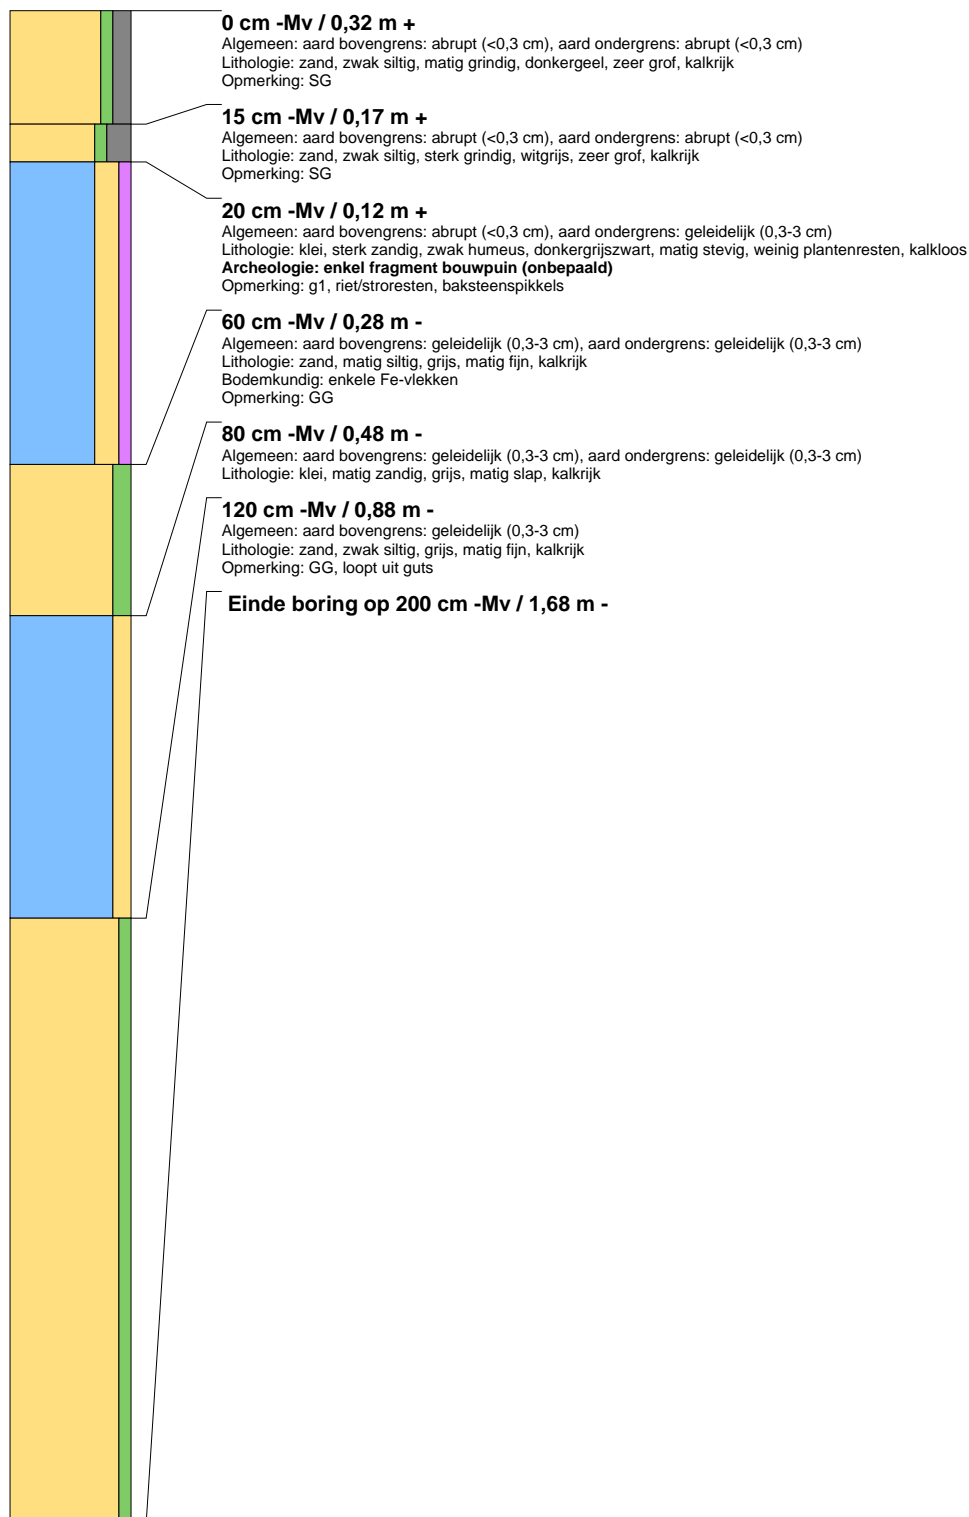 0 cm -Mv / 0,32 m +
Algemeen: aard bovengrens: abrupt (<0,3 cm), aard ondergrens: abrupt (<0,3 cm)
Lithologie: zand, zwak siltig, matig grindig, donkergeel, zeer grof, kalkrijk
Opmerking: SG
15 cm -Mv / 0,17 m +
Algemeen: aard bovengrens: abrupt (<0,3 cm), aard ondergrens: abrupt (<0,3 cm)
Lithologie: zand, zwak siltig, sterk grindig, witgrijs, zeer grof, kalkrijk
Opmerking: SG
20 cm -Mv / 0,12 m +
Algemeen: aard bovengrens: abrupt (<0,3 cm), aard ondergrens: geleidelijk (0,3-3 cm)
Lithologie: klei, sterk zandig, zwak humeus, donkergrijszwart, matig stevig, weinig plantenresten, kalkloos
Archeologie: enkel fragment bouwpuin (onbepaald)
Opmerking: g1, riet/stroresten, baksteenspikkels
60 cm -Mv / 0,28 m -
Algemeen: aard bovengrens: geleidelijk (0,3-3 cm), aard ondergrens: geleidelijk (0,3-3 cm)
Lithologie: zand, matig siltig, grijs, matig fijn, kalkrijk
Bodemkundig: enkele Fe-vlekken
Opmerking: GG
80 cm -Mv / 0,48 m -
Algemeen: aard bovengrens: geleidelijk (0,3-3 cm), aard ondergrens: geleidelijk (0,3-3 cm)
Lithologie: klei, matig zandig, grijs, matig slap, kalkrijk
120 cm -Mv / 0,88 m -
Algemeen: aard bovengrens: geleidelijk (0,3-3 cm)
Lithologie: zand, zwak siltig, grijs, matig fijn, kalkrijk
Opmerking: GG, loopt uit guts
Einde boring op 200 cm -Mv / 1,68 m -